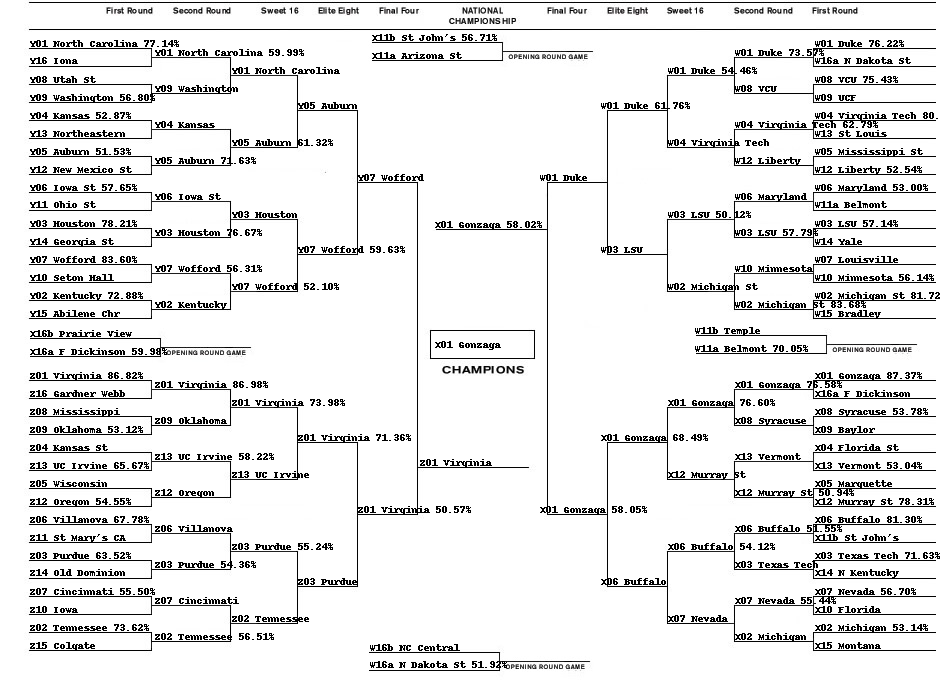 First Round
Second Round
Sweet 16
Elite Eight
Final Four
NATIONAL
CHAMPIONSHIP
Final Four
Elite Eight
Sweet 16
Second Round
First Round
Y01 North Carolina 77.14%
Y16 Iona
Y08 Utah St
Y09 Washington 56.80%
Y04 Kansas 52.87%
Y13 Northeastern
Y05 Auburn 51.53%
Y12 New Mexico St
Y06 Iowa St 57.65%
Y11 Ohio St
Y03 Houston 78.21%
Y14 Georgia St
Y07 Wofford 83.60%
Y10 Seton Hall
Y02 Kentucky 72.88%
Y15 Abilene Chr
Y01 North Carolina 59.99%
Y09 Washington
Y04 Kansas
Y05 Auburn 71.63%
Y06 Iowa St
Y03 Houston 76.67%
Y07 Wofford 56.31%
Y02 Kentucky
Y01 North Carolina
Y05 Auburn 61.32%
Y03 Houston
Y07 Wofford 52.10%
Y05 Auburn
Y07 Wofford 59.63%
Y07 Wofford
X16b Prairie View
X16a F Dickinson 59.98%
OPENING ROUND GAME
Z01 Virginia 86.82%
Z16 Gardner Webb
Z08 Mississippi
Z09 Oklahoma 53.12%
Z04 Kansas St
Z13 UC Irvine 65.67%
Z05 Wisconsin
Z12 Oregon 54.55%
Z06 Villanova 67.78%
Z11 St Mary's CA
Z03 Purdue 63.52%
Z14 Old Dominion
Z07 Cincinnati 55.50%
Z10 Iowa
Z02 Tennessee 73.62%
Z15 Colgate
Z01 Virginia 86.98%
Z09 Oklahoma
Z13 UC Irvine 58.22%
Z12 Oregon
Z06 Villanova
Z03 Purdue 54.36%
Z07 Cincinnati
Z02 Tennessee 56.51%
Z01 Virginia 73.98%
Z13 UC Irvine
Z03 Purdue 55.24%
Z02 Tennessee
Z01 Virginia 71.36%
Z03 Purdue
Z01 Virginia 50.57%
X11b St John's 56.71%
X11a Arizona St
OPENING ROUND GAME
X01 Gonzaga 58.02%
X01 Gonzaga
CHAMPIONS
Z01 Virginia
W16b NC Central
W16a N Dakota St 51.92%
OPENING ROUND GAME
W01 Duke
W01 Duke 61.76%
W03 LSU
W01 Duke 54.46%
W04 Virginia Tech
W03 LSU 50.12%
W02 Michigan St
W01 Duke 73.57%
W08 VCU
W04 Virginia Tech 62.79%
W12 Liberty
W06 Maryland
W03 LSU 57.79%
W10 Minnesota
W02 Michigan St 83.68%
W01 Duke 76.22%
W16a N Dakota St
W08 VCU 75.43%
W09 UCF
W04 Virginia Tech 80.
W13 St Louis
W05 Mississippi St
W12 Liberty 52.54%
W06 Maryland 53.00%
W11a Belmont
W03 LSU 57.14%
W14 Yale
W07 Louisville
W10 Minnesota 56.14%
W02 Michigan St 81.72
W15 Bradley
W11b Temple
W11a Belmont 70.05%
OPENING ROUND GAME
X01 Gonzaga 58.05%
X01 Gonzaga 68.49%
X06 Buffalo
X01 Gonzaga 76.60%
X12 Murray St
X06 Buffalo 54.12%
X07 Nevada
X01 Gonzaga 76.58%
X08 Syracuse
X13 Vermont
X12 Murray St 50.94%
X06 Buffalo 51.55%
X03 Texas Tech
X07 Nevada 55.44%
X02 Michigan
X01 Gonzaga 87.37%
X16a F Dickinson
X08 Syracuse 53.78%
X09 Baylor
X04 Florida St
X13 Vermont 53.04%
X05 Marquette
X12 Murray St 78.31%
X06 Buffalo 81.30%
X11b St John's
X03 Texas Tech 71.63%
X14 N Kentucky
X07 Nevada 56.70%
X10 Florida
X02 Michigan 53.14%
X15 Montana